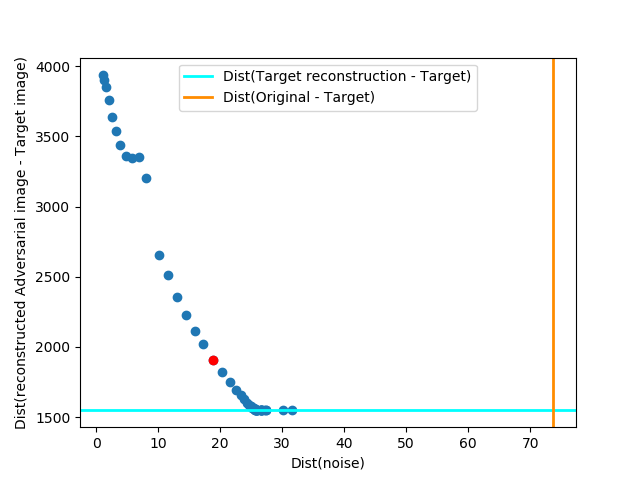 Dist(Target reconstruction - Target)
Dist(Original - Target)
Dist(reconstructed Adversarial image - Target image)
4000
3500
3000
2500
2000
1500
0 10 20 30 40 50 60 70
Dist(noise)